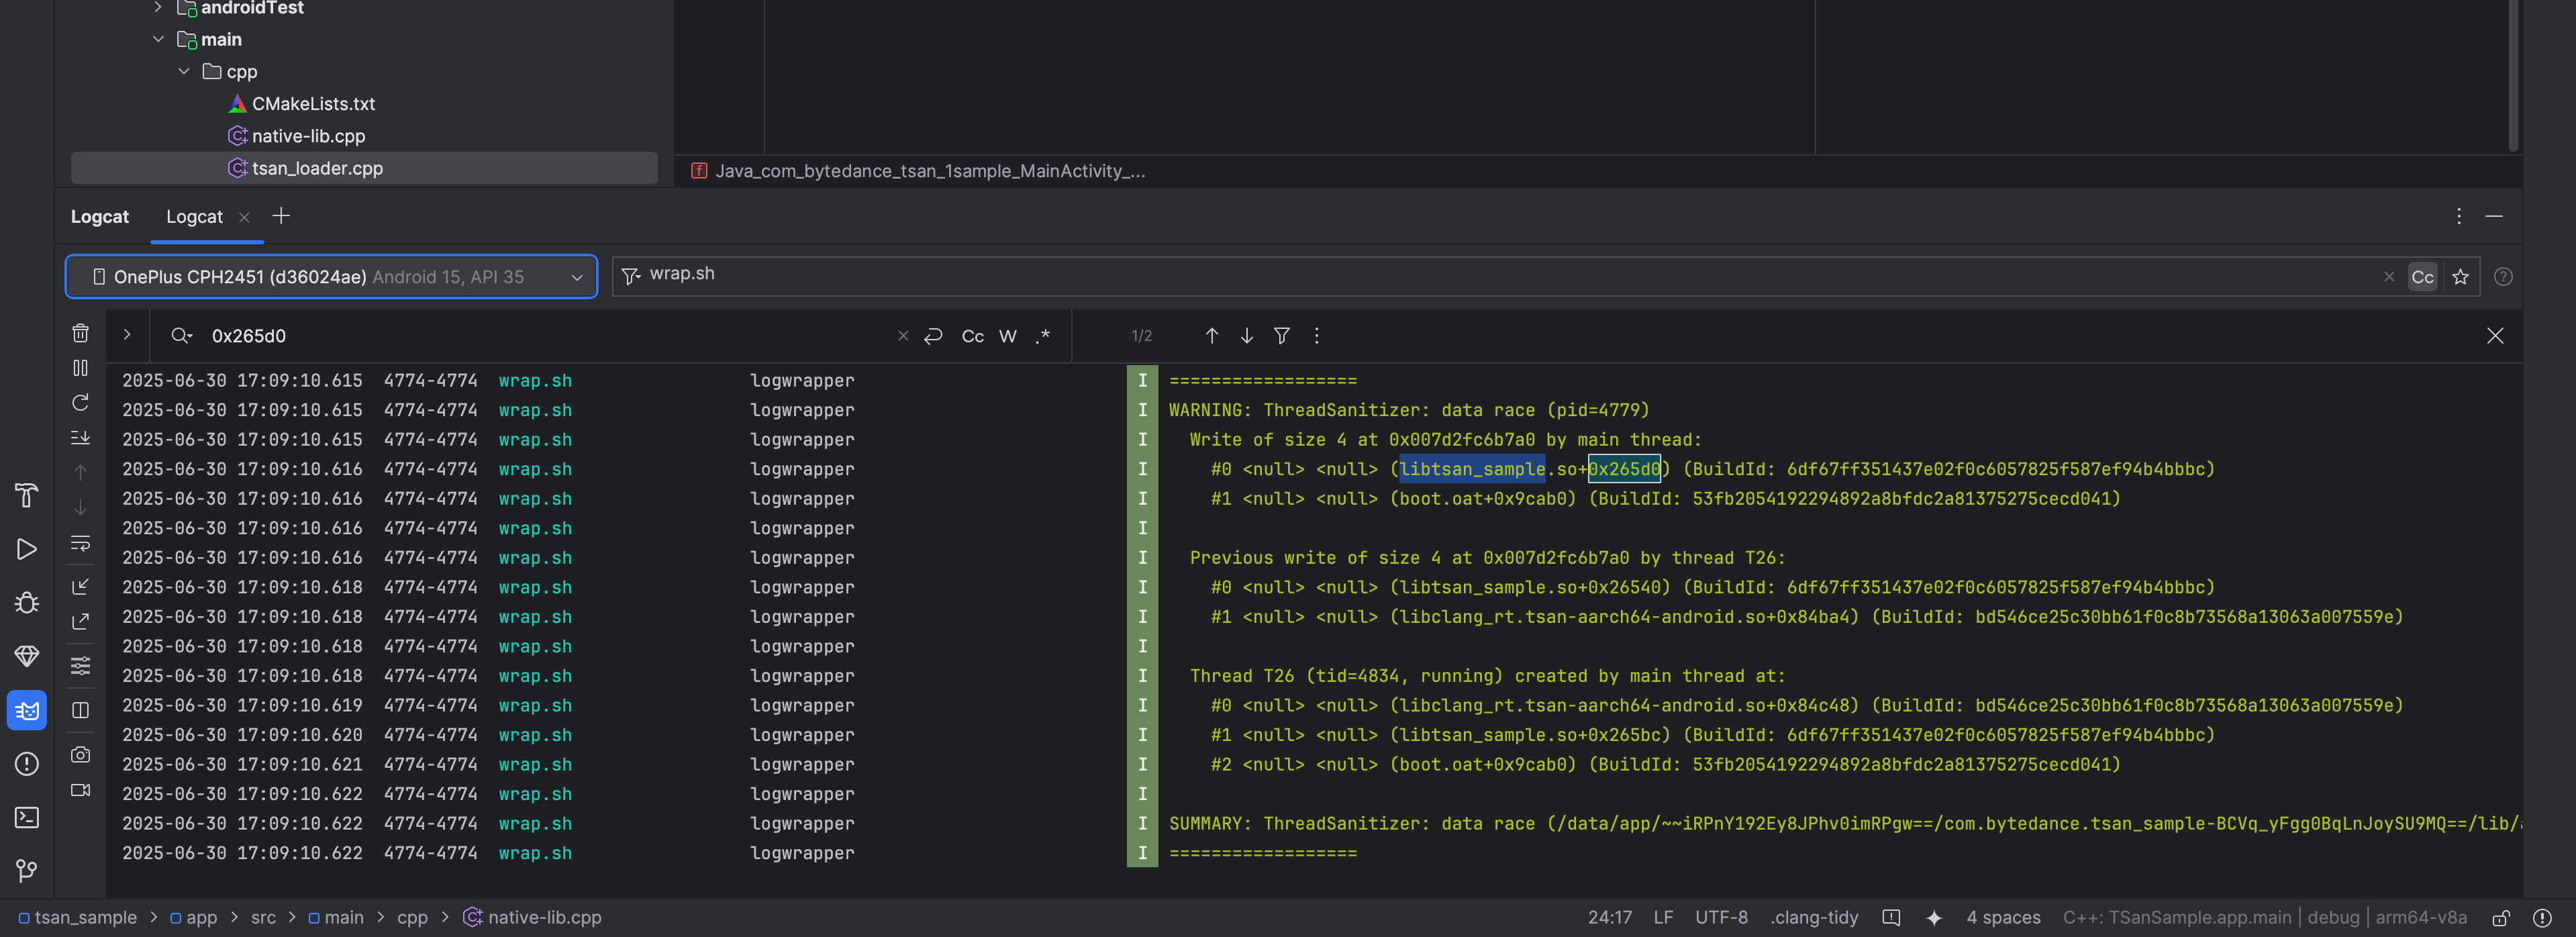 androidTest
main
cpp
CMakeLists.txt
native-lib.cpp
tsan_loader.cpp
Java_com_bytedance_tsan_1sample_MainActivity_...
Logcat Logcat
OnePlus CPH2451 (d36024ae) Android 15, API 35
wrap.sh
Cc
0x265d0
Cc W .*
1/2
2025-06-30 17:09:10.615 4774-4774 wrap.sh logwrapper I ==================
2025-06-30 17:09:10.615 4774-4774 wrap.sh logwrapper I WARNING: ThreadSanitizer: data race (pid=4779)
2025-06-30 17:09:10.615 4774-4774 wrap.sh logwrapper I Write of size 4 at 0x007d2fc6b7a0 by main thread:
2025-06-30 17:09:10.616 4774-4774 wrap.sh logwrapper I #0 <null> <null> (libtsan_sample.so+0x265d0) (BuildId: 6df67ff351437e02f0c6057825f587ef94b4bbbc)
2025-06-30 17:09:10.616 4774-4774 wrap.sh logwrapper I #1 <null> <null> (boot.oat+0x9cab0) (BuildId: 53fb2054192294892a8bfdc2a81375275cecd041)
2025-06-30 17:09:10.616 4774-4774 wrap.sh logwrapper I
2025-06-30 17:09:10.616 4774-4774 wrap.sh logwrapper I Previous write of size 4 at 0x007d2fc6b7a0 by thread T26:
2025-06-30 17:09:10.618 4774-4774 wrap.sh logwrapper I #0 <null> <null> (libtsan_sample.so+0x26540) (BuildId: 6df67ff351437e02f0c6057825f587ef94b4bbbc)
2025-06-30 17:09:10.618 4774-4774 wrap.sh logwrapper I #1 <null> <null> (libclang_rt.tsan-aarch64-android.so+0x84ba4) (BuildId: bd546ce25c30bb61f0c8b73568a13063a007559e)
2025-06-30 17:09:10.618 4774-4774 wrap.sh logwrapper I
2025-06-30 17:09:10.618 4774-4774 wrap.sh logwrapper I Thread T26 (tid=4834, running) created by main thread at:
2025-06-30 17:09:10.619 4774-4774 wrap.sh logwrapper I #0 <null> <null> (libclang_rt.tsan-aarch64-android.so+0x84c48) (BuildId: bd546ce25c30bb61f0c8b73568a13063a007559e)
2025-06-30 17:09:10.620 4774-4774 wrap.sh logwrapper I #1 <null> <null> (libtsan_sample.so+0x265bc) (BuildId: 6df67ff351437e02f0c6057825f587ef94b4bbbc)
2025-06-30 17:09:10.621 4774-4774 wrap.sh logwrapper I #2 <null> <null> (boot.oat+0x9cab0) (BuildId: 53fb2054192294892a8bfdc2a81375275cecd041)
2025-06-30 17:09:10.622 4774-4774 wrap.sh logwrapper I
2025-06-30 17:09:10.622 4774-4774 wrap.sh logwrapper I SUMMARY: ThreadSanitizer: data race (/data/app/~~iRPnY192Ey8JPhv0imRPgw==/com.bytedance.tsan_sample-BCVq_yFgg0BqLnJoySU9MQ==/lib/
2025-06-30 17:09:10.622 4774-4774 wrap.sh logwrapper I ==================
tsan_sample > app > src > main > cpp > native-lib.cpp 24:17 LF UTF-8 .clang-tidy 4 spaces C++: TSanSample.app.main | debug | arm64-v8a